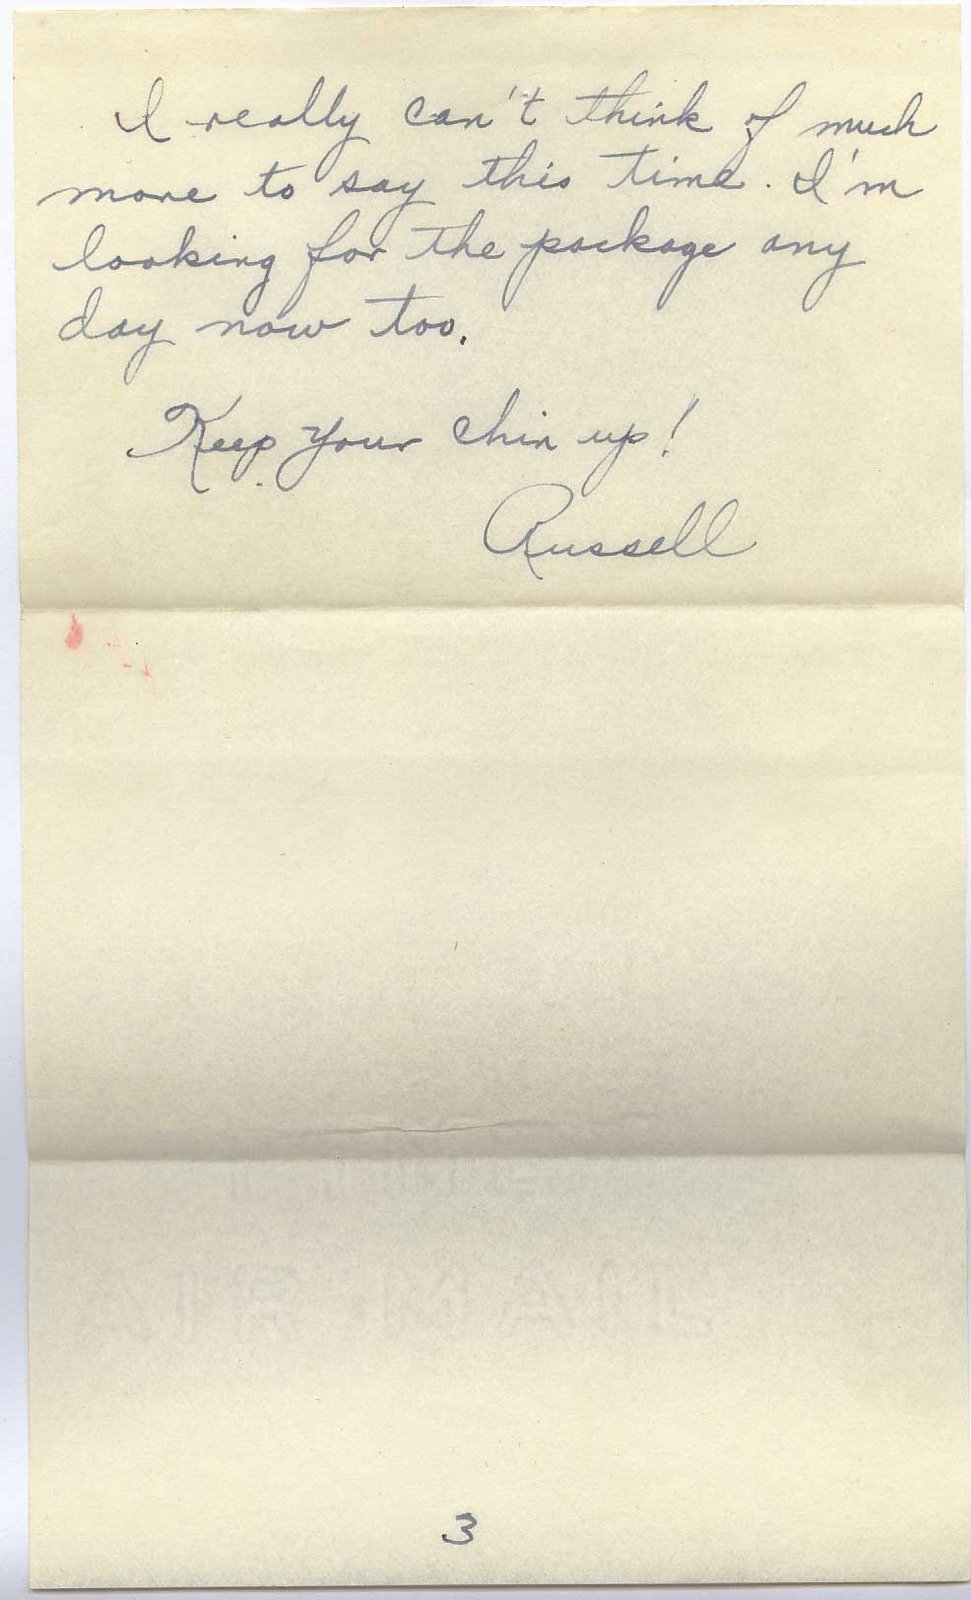 I really can't think of much
more to say this time. I'm
looking for the package any
day now too.
Keep your chin up!
Russell
3